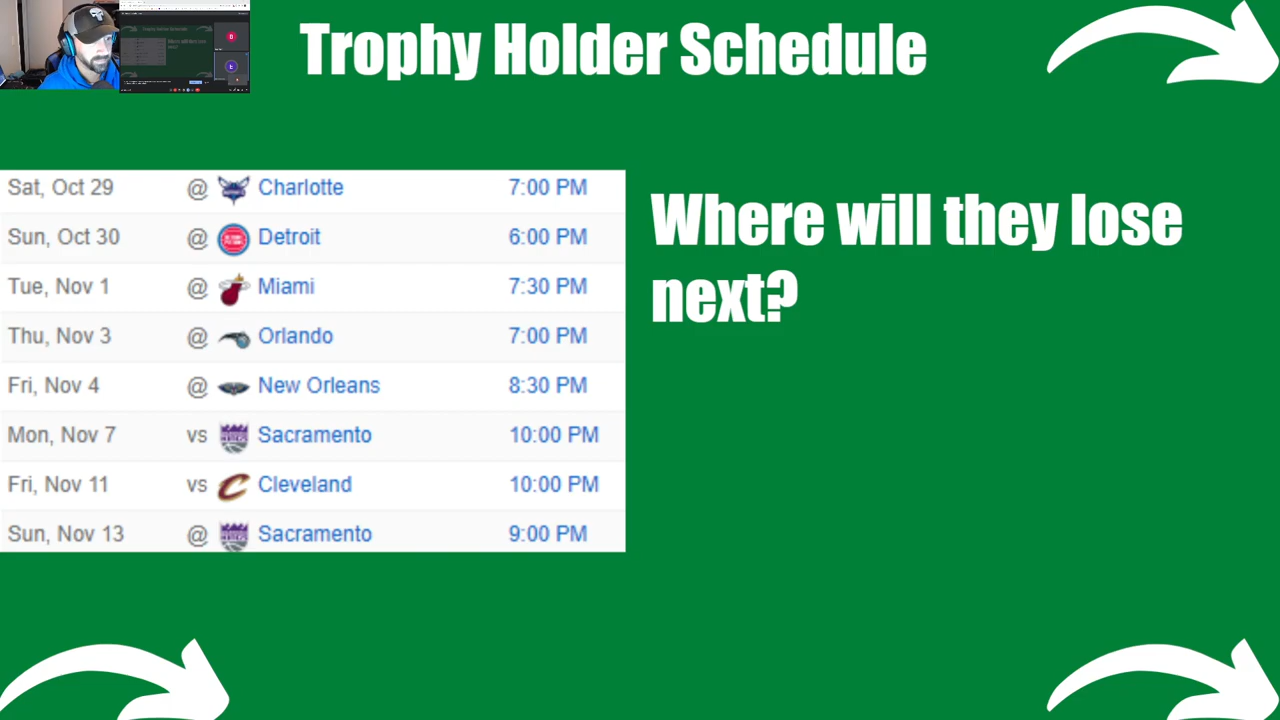 Trophy Holder Schedule
Sat, Oct 29 @ Charlotte 7:00 PM
Sun, Oct 30 @ Detroit 6:00 PM
Tue, Nov 1 @ Miami 7:30 PM
Thu, Nov 3 @ Orlando 7:00 PM
Fri, Nov 4 @ New Orleans 8:30 PM
Mon, Nov 7 vs Sacramento 10:00 PM
Fri, Nov 11 vs Cleveland 10:00 PM
Sun, Nov 13 @ Sacramento 9:00 PM
Where will they lose
next?